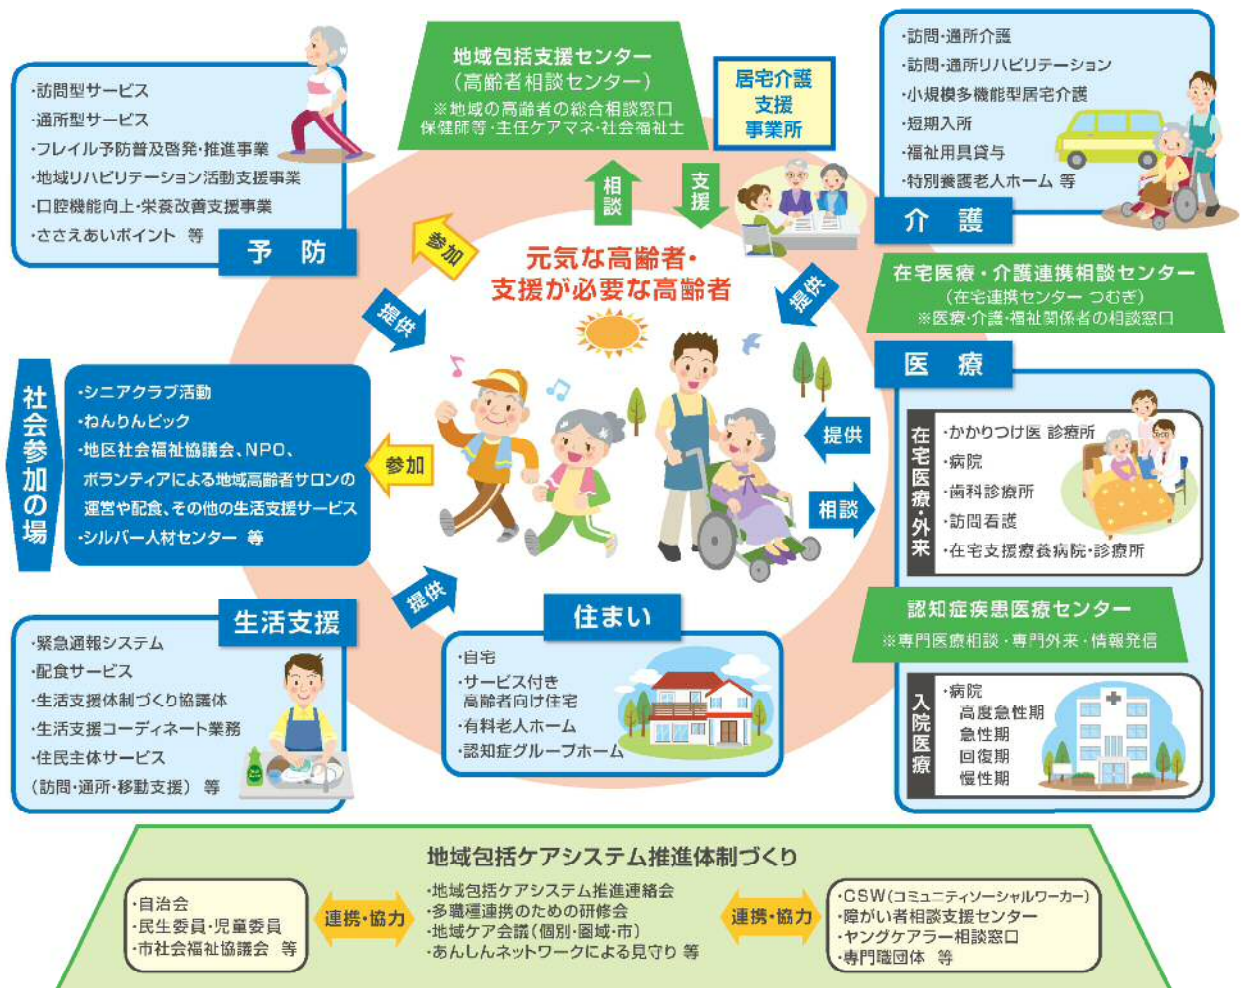 地域包括支援センター
(高齢者相談センター)
※地域の高齢者の総合相談窓口
保健師等・主任ケアマネ・社会福祉士
居宅介護
支援
事業所
・訪問・通所介護
・訪問・通所リハビリテーション
・小規模多機能型居宅介護
・短期入所
・福祉用具貸与
・特別養護老人ホーム 等
介護
・訪問型サービス
・通所型サービス
・フレイル予防普及啓発・推進事業
・地域リハビリテーション活動支援事業
・口腔機能向上・栄養改善支援事業
・ささえあいポイント 等
予防
相談
支援
参加
提供
提供
元気な高齢者・
支援が必要な高齢者
在宅医療・介護連携相談センター
(在宅連携センター つむぎ)
※医療・介護・福祉関係者の相談窓口
医療
在宅医療・外来
・かかりつけ医 診療所
・病院
・歯科診療所
・訪問看護
・在宅支援療養病院・診療所
提供
相談
社会参加の場
・シニアクラブ活動
・ねんりんピック
・地区社会福祉協議会、NPO、
ボランティアによる地域高齢者サロンの
運営や配食、その他の生活支援サービス
・シルバー人材センター 等
参加
認知症疾患医療センター
※専門医療相談・専門外来・情報発信
入院医療
・病院
高度急性期
急性期
回復期
慢性期
提供
生活支援
・緊急通報システム
・配食サービス
・生活支援体制づくり協議体
・生活支援コーディネート業務
・住民主体サービス
(訪問・通所・移動支援) 等
住まい
・自宅
・サービス付き
高齢者向け住宅
・有料老人ホーム
・認知症グループホーム
地域包括ケアシステム推進体制づくり
・自治会
・民生委員・児童委員
・市社会福祉協議会 等
連携・協力
・地域包括ケアシステム推進連絡会
・多職種連携のための研修会
・地域ケア会議(個別・圏域・市)
・あんしんネットワークによる見守り 等
連携・協力
・CSW(コミュニティソーシャルワーカー)
・障がい者相談支援センター
・ヤングケアラー相談窓口
・専門職団体 等